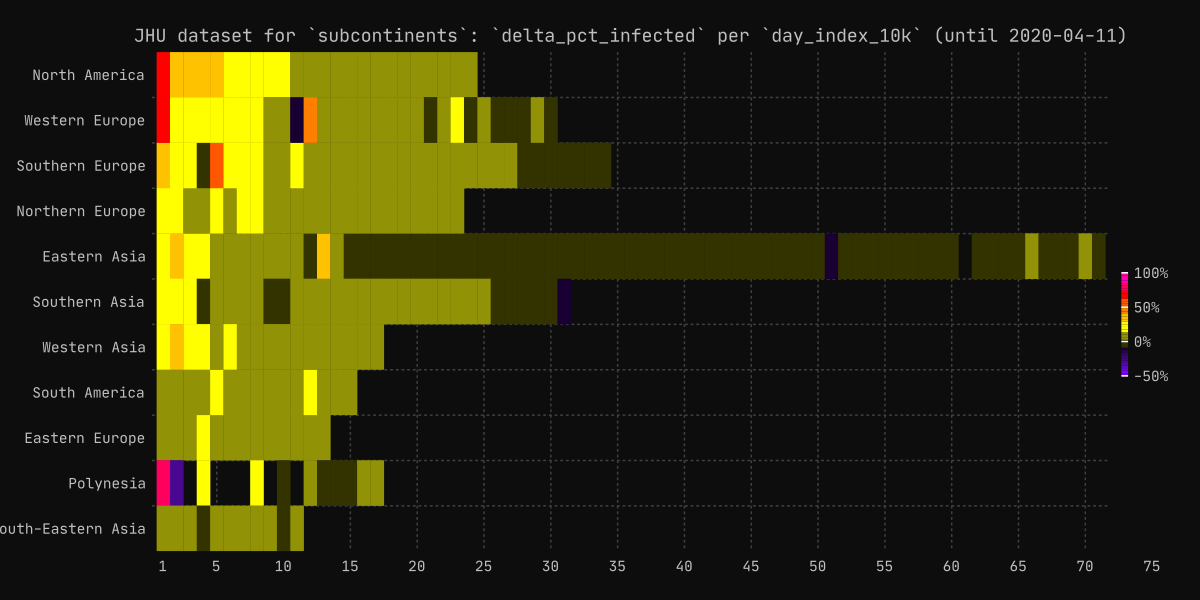 JHU dataset for `subcontinents`: `delta_pct_infected` per `day_index_10k` (until 2020-04-11)
North America
Western Europe
Southern Europe
Northern Europe
Eastern Asia
Southern Asia
Western Asia
South America
Eastern Europe
Polynesia
outh-Eastern Asia
100%
50%
0%
-50%
1 5 10 15 20 25 30 35 40 45 50 55 60 65 70 75